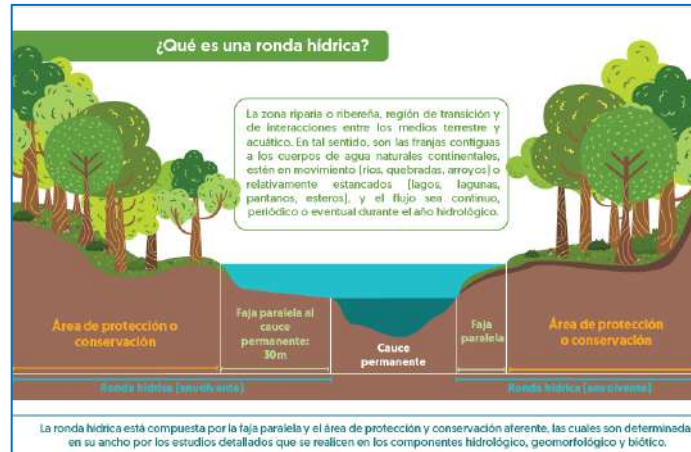 ¿Qué es una ronda hídrica?
La zona riparia o ribereña, región de transición y
de interacciones entre los medios terrestre y
acuático. En tal sentido, son las franjas contiguas
a los cuerpos de agua naturales continentales,
estén en movimiento (ríos, quebradas, arroyos) o
relativamente estancados (lagos, lagunas,
pantanos, esteros), y el flujo sea continuo,
periódico o eventual durante el año hidrológico.
Área de protección o
conservación
Faja paralela al
cauce
permanente:
30m
Cauce
permanente
Faja
paralela
Área de protección
o conservación
Ronda hídrica (envolvente)
Ronda hídrica (envolvente)
La ronda hídrica está compuesta por la faja paralela y el área de protección y conservación aferente, las cuales son determinada
en su ancho por los estudios detallados que se realicen en los componentes hidrológico, geomorfológico y biótico.